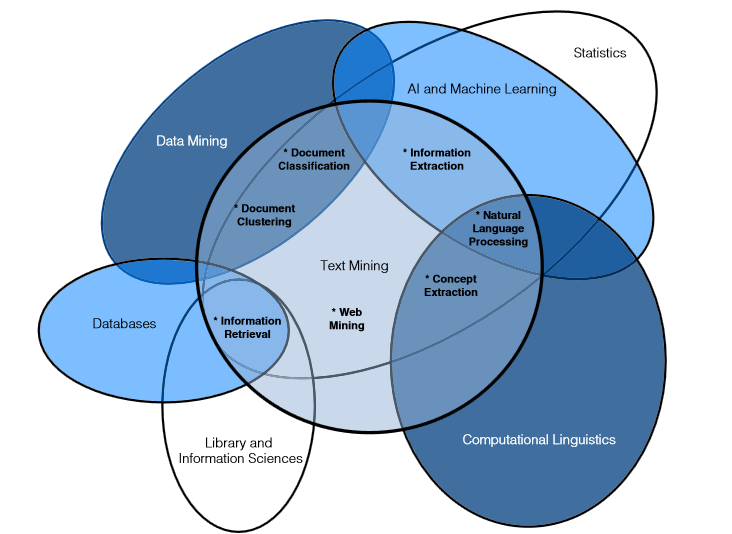 Statistics
AI and Machine Learning
Data Mining
* Document
Classification
* Information
Extraction
* Document
Clustering
* Natural
Language
Processing
Text Mining
* Concept
Extraction
* Web
Mining
Databases
* Information
Retrieval
Library and
Information Sciences
Computational Linguistics